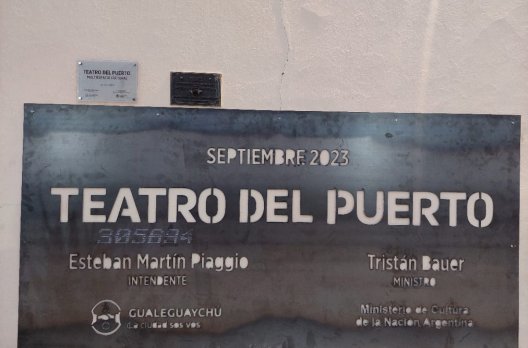 TEATRO DEL PUERTO
SEPTIEMBRE 2023
TEATRO DEL PUERTO
305694
Esteban Martín Piaggio
INTENDENTE
Tristán Bauer
MINISTRO
GUALEGUAYCHU
La ciudad sos vos
Ministerio de Cultura
de la Nación Argentina